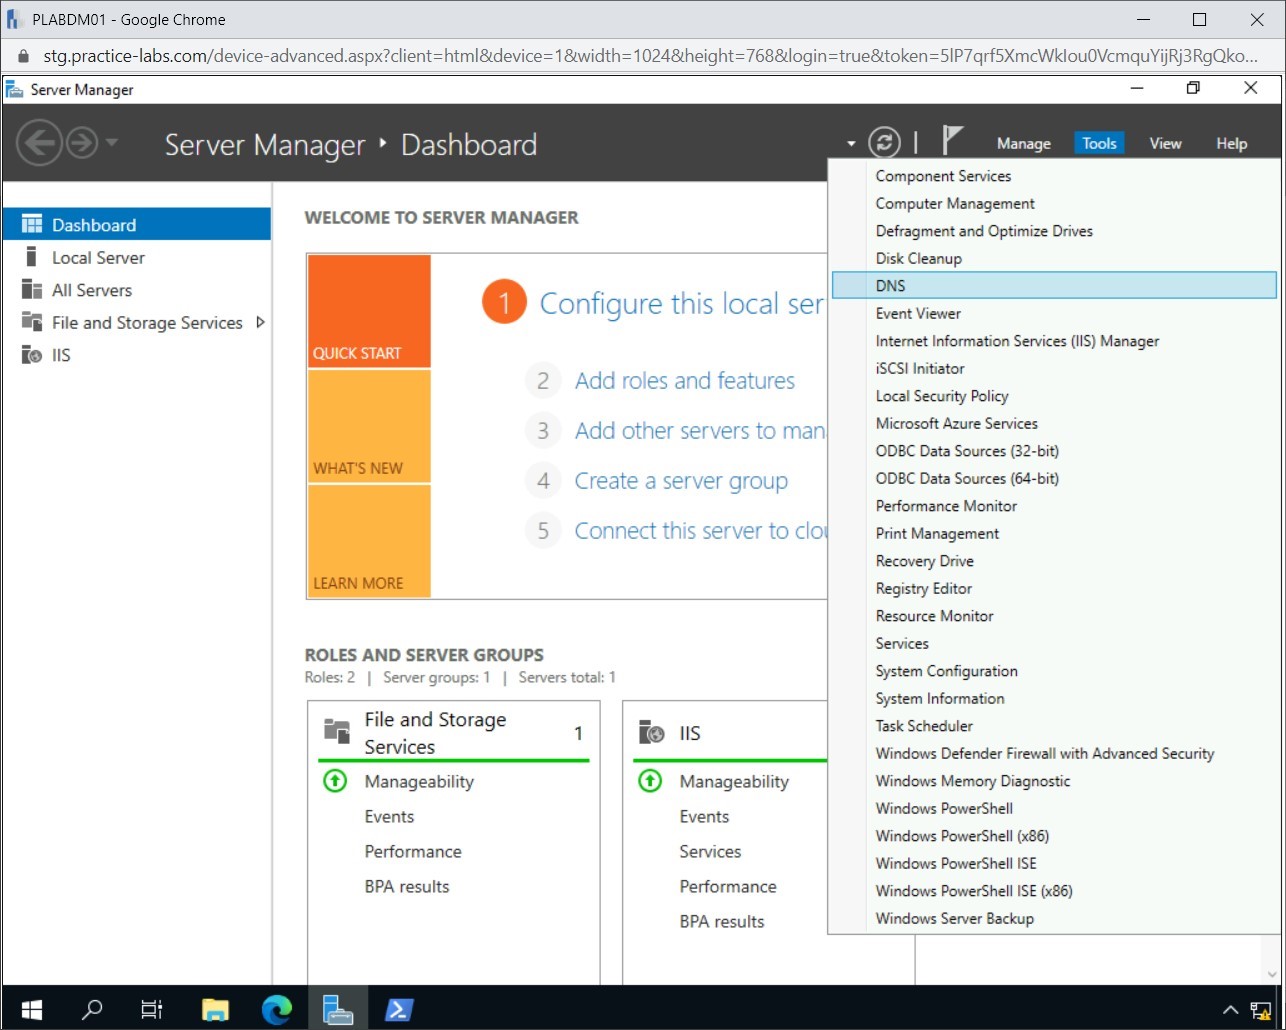 PLABDM01 - Google Chrome
stg.practice-labs.com/device-advanced.aspx?client=html&device=1&width=1024&height=768&login=true&token=5lP7qrf5XmcWkIou0VcmquYijRj3RgQko...
Server Manager
Server Manager ‣ Dashboard
Manage
Tools
View
Help
Dashboard
Local Server
All Servers
File and Storage Services
IIS
WELCOME TO SERVER MANAGER
QUICK START
WHAT'S NEW
LEARN MORE
1 Configure this local ser
2 Add roles and features
3 Add other servers to man
4 Create a server group
5 Connect this server to clou
ROLES AND SERVER GROUPS
Roles: 2 | Server groups: 1 | Servers total: 1
File and Storage
Services
1
Manageability
Events
Performance
BPA results
IIS
Manageability
Events
Services
Performance
BPA results
Component Services
Computer Management
Defragment and Optimize Drives
Disk Cleanup
DNS
Event Viewer
Internet Information Services (IIS) Manager
iSCSI Initiator
Local Security Policy
Microsoft Azure Services
ODBC Data Sources (32-bit)
ODBC Data Sources (64-bit)
Performance Monitor
Print Management
Recovery Drive
Registry Editor
Resource Monitor
Services
System Configuration
System Information
Task Scheduler
Windows Defender Firewall with Advanced Security
Windows Memory Diagnostic
Windows PowerShell
Windows PowerShell (x86)
Windows PowerShell ISE
Windows PowerShell ISE (x86)
Windows Server Backup